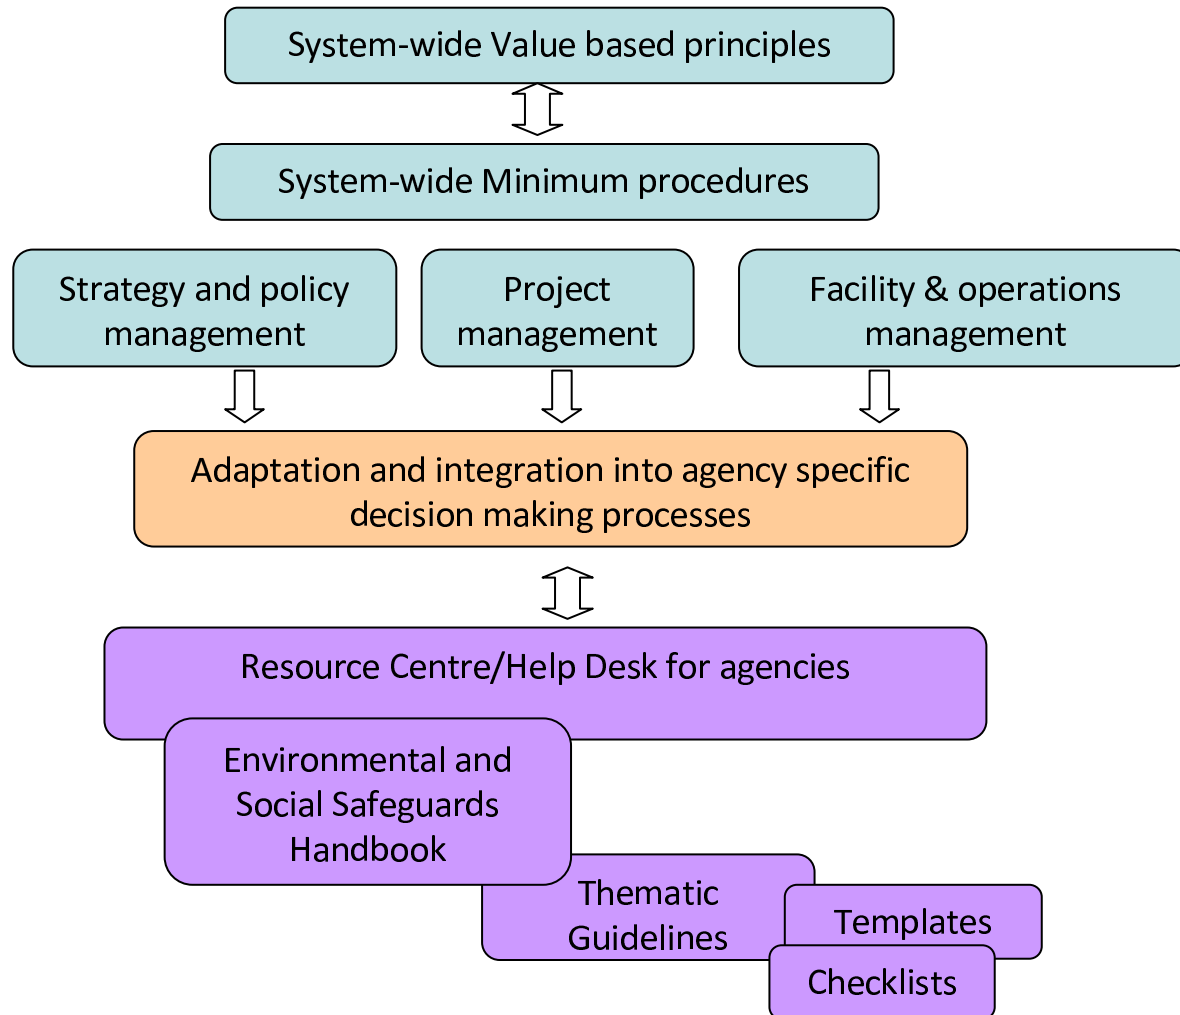 System-wide Value based principles
System-wide Minimum procedures
Strategy and policy
management
Project
management
Facility & operations
management
Adaptation and integration into agency specific
decision making processes
Resource Centre/Help Desk for agencies
Environmental and
Social Safeguards
Handbook
Thematic
Guidelines
Templates
Checklists